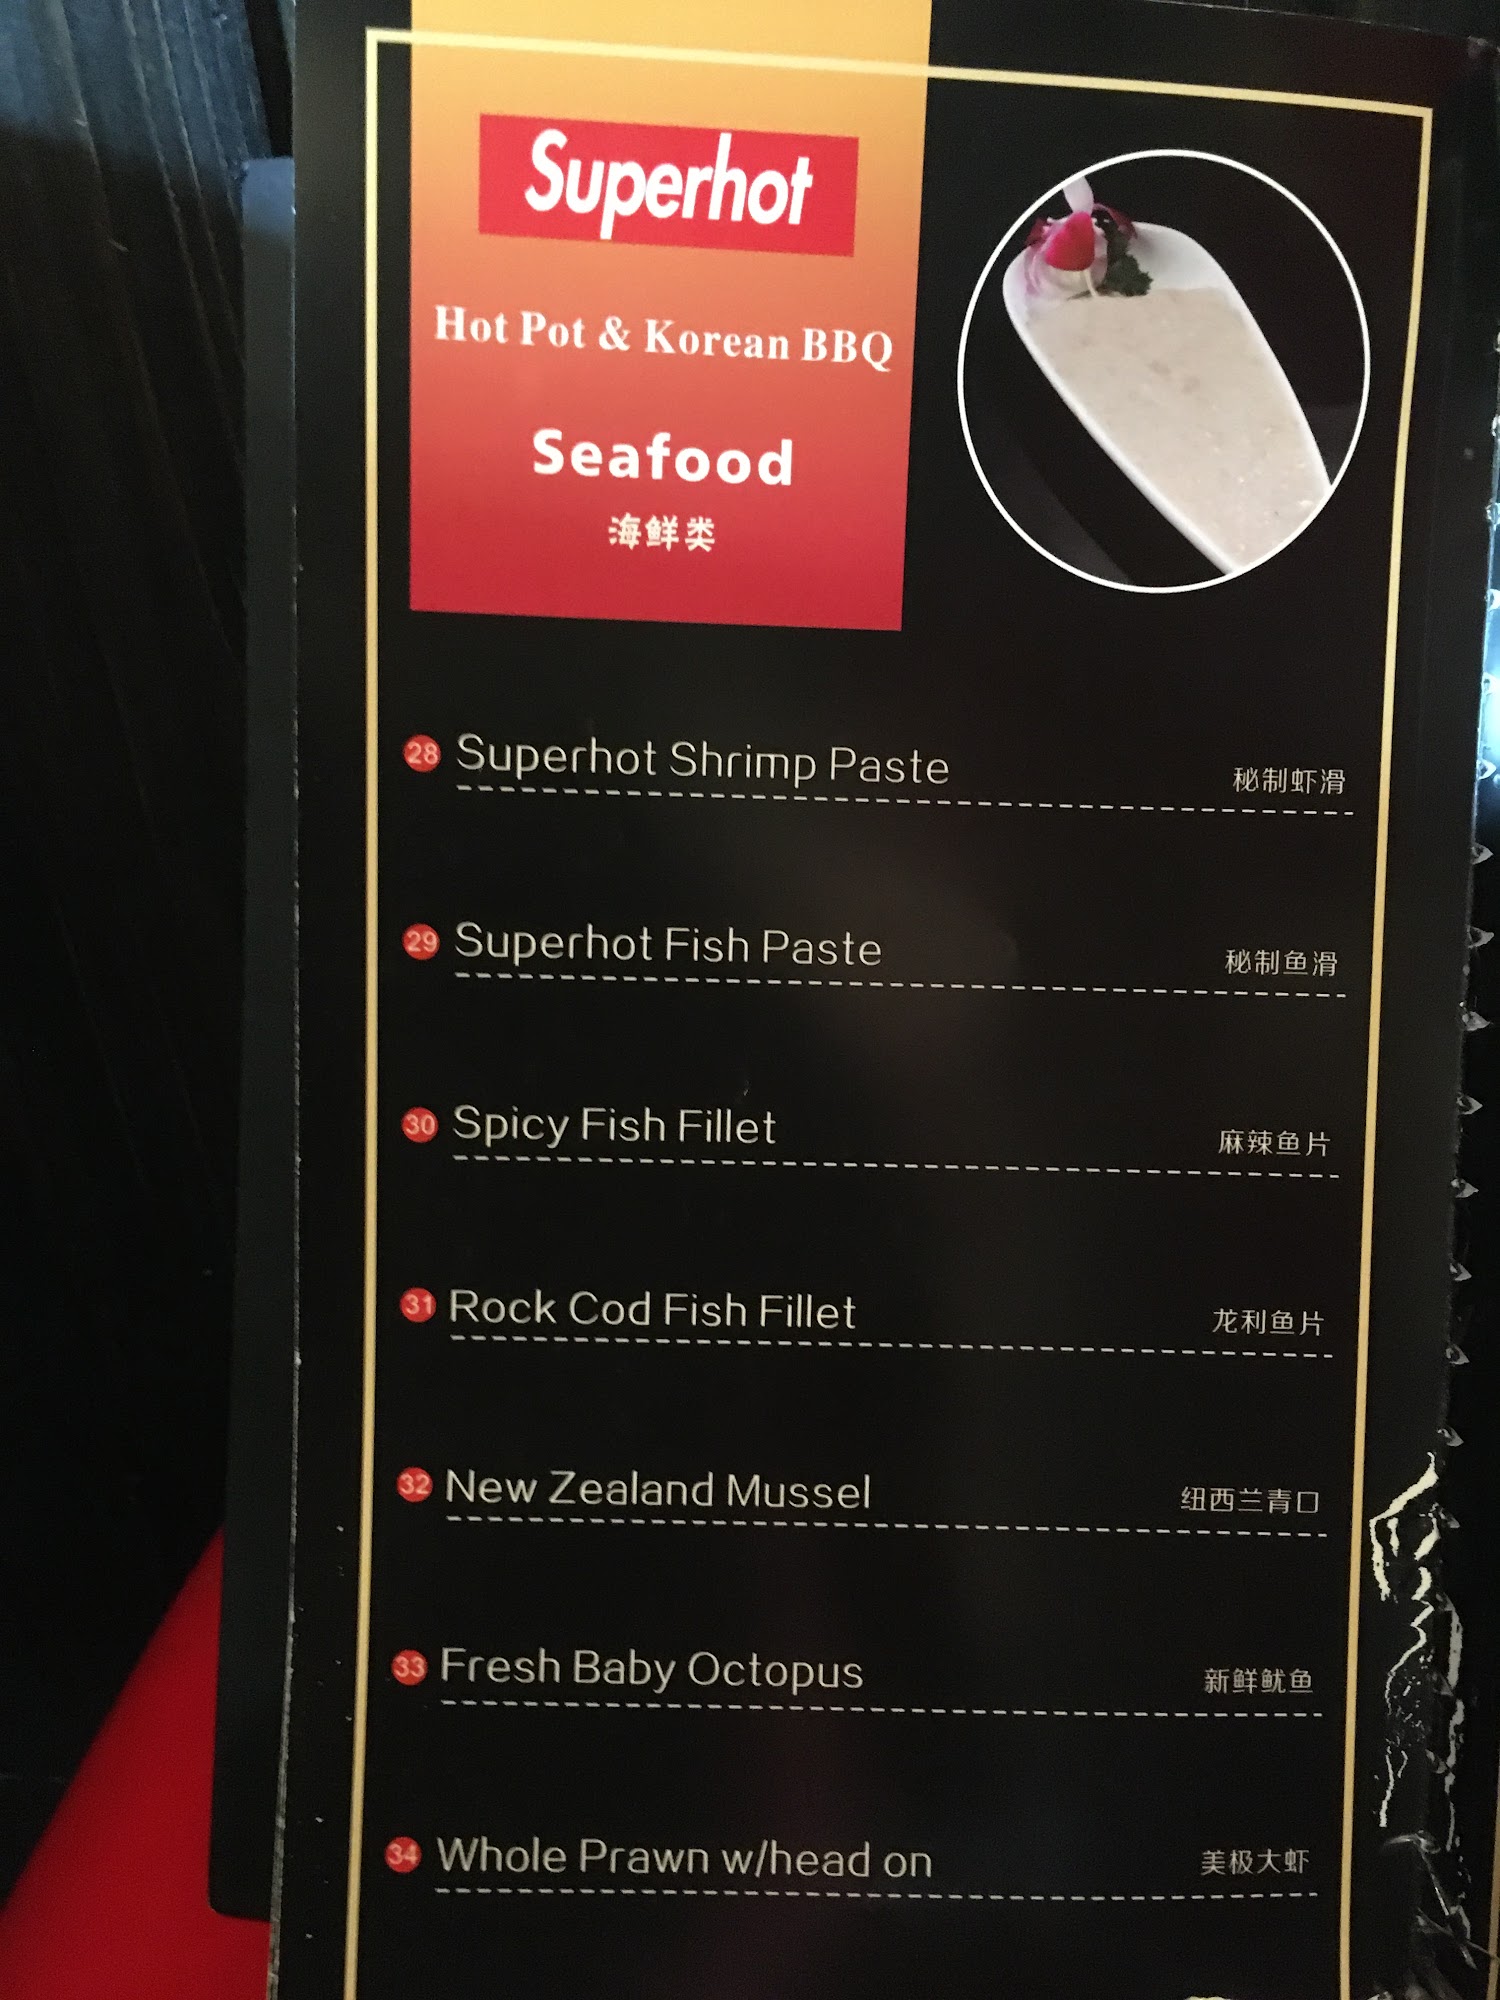 Superhot
Hot Pot & Korean BBQ
Seafood
海鲜类
28 Superhot Shrimp Paste 秘制虾滑
29 Superhot Fish Paste 秘制鱼滑
30 Spicy Fish Fillet 麻辣鱼片
31 Rock Cod Fish Fillet 龙利鱼片
32 New Zealand Mussel 纽西兰青口
33 Fresh Baby Octopus 新鲜鱿鱼
34 Whole Prawn w/head on 美极大虾